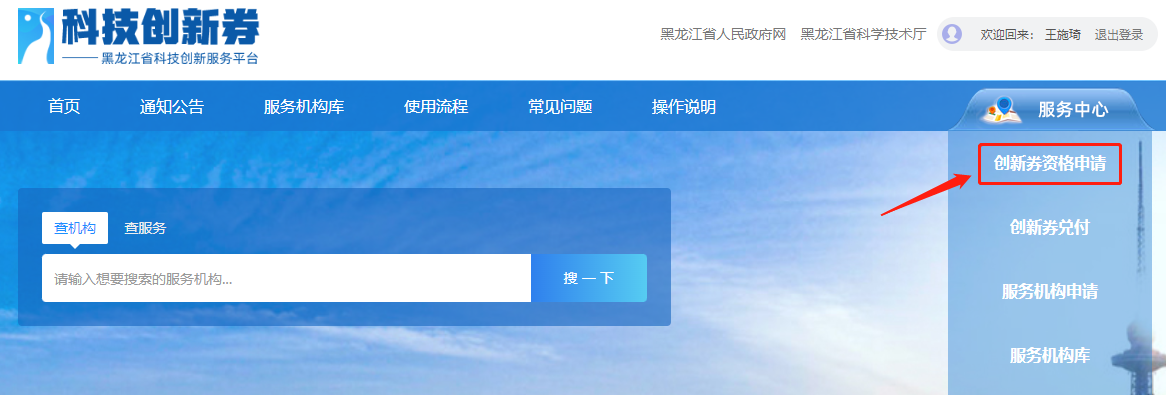 科技创新券
黑龙江省科技创新服务平台
黑龙江省人民政府网 黑龙江省科学技术厅 欢迎回来： 王施琦 退出登录
首页 通知公告 服务机构库 使用流程 常见问题 操作说明 服务中心
创新券资格申请
查机构 查服务
创新券兑付
请输入想要搜索的服务机构... 搜 一 下
服务机构申请
服务机构库